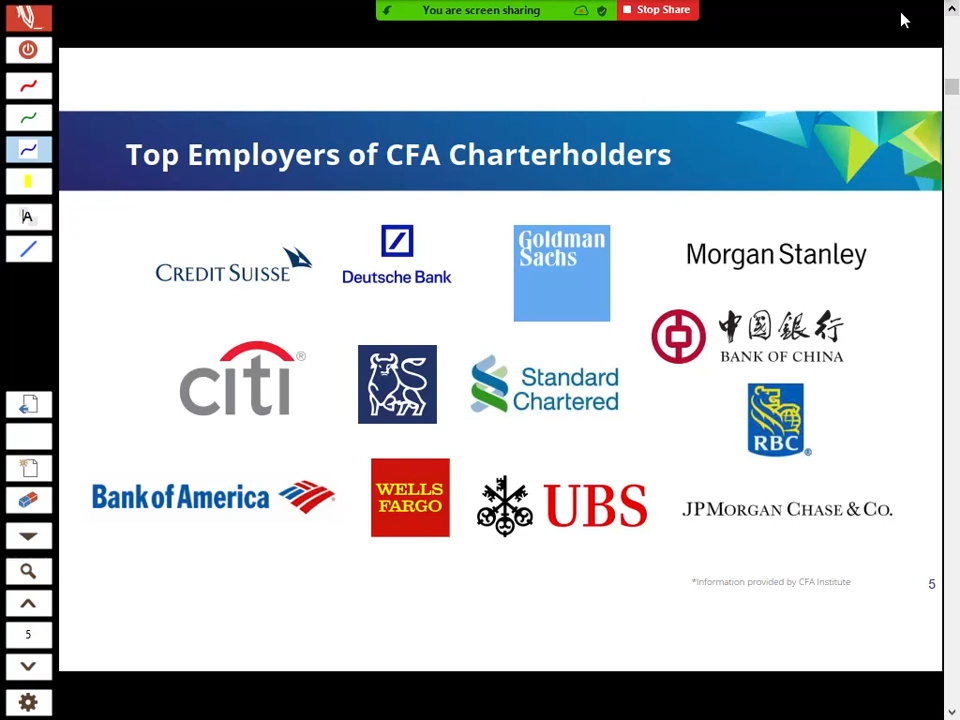 You are screen sharing
Stop Share
Top Employers of CFA Charterholders
CREDIT SUISSE
Deutsche Bank
Goldman
Sachs
Morgan Stanley
中國銀行
BANK OF CHINA
citi®
Standard
Chartered
RBC®
Bank of America
WELLS
FARGO
UBS
JPMORGAN CHASE & CO.
*Information provided by CFA Institute
5
A
5